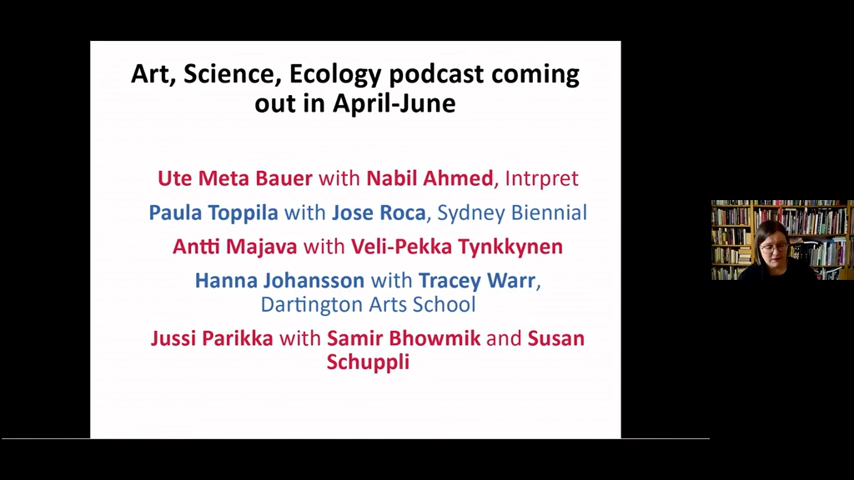 Art, Science, Ecology podcast coming
out in April-June
Ute Meta Bauer with Nabil Ahmed, Intrpret
Paula Toppila with Jose Roca, Sydney Biennial
Antti Majava with Veli-Pekka Tynkkynen
Hanna Johansson with Tracey Warr,
Dartington Arts School
Jussi Parikka with Samir Bhowmik and Susan
Schuppli